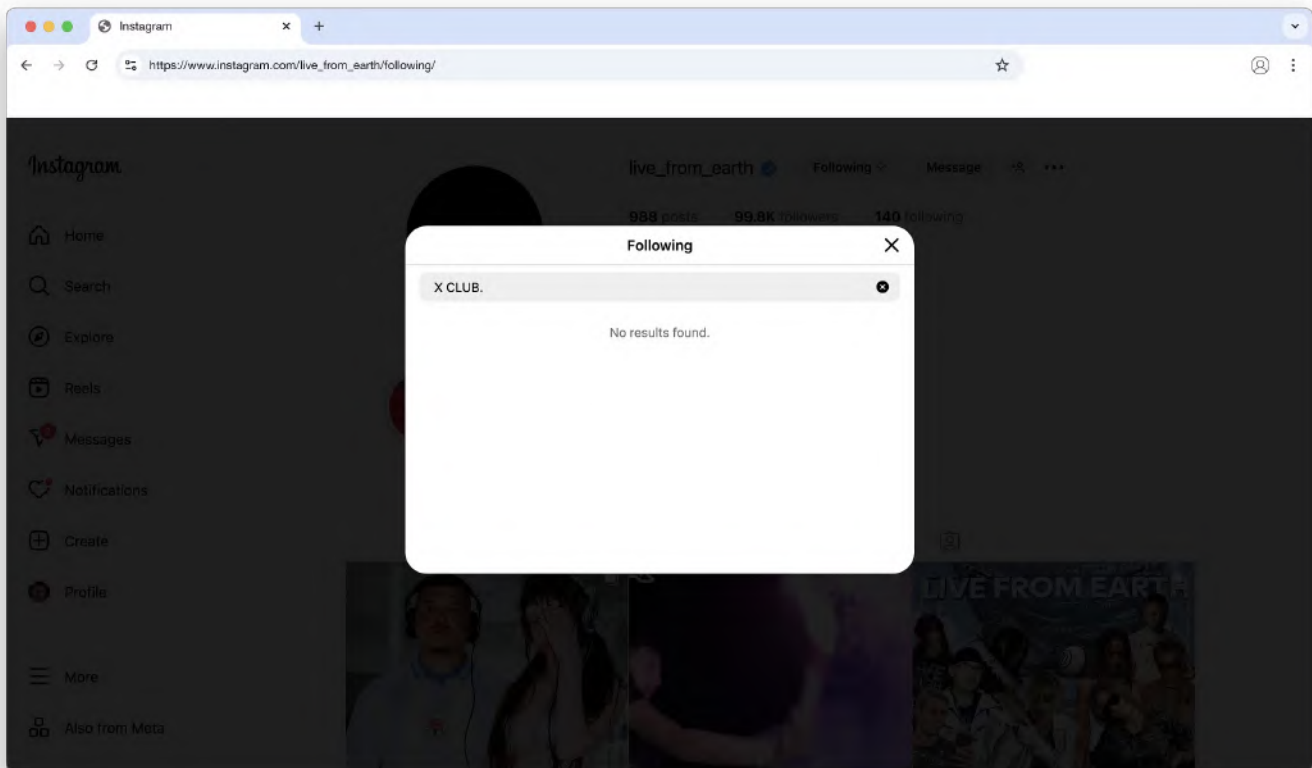 Instagram
https://www.instagram.com/live_from_earth/following/
Instagram
live_from_earth Following Message
988 posts 99.8K followers 140 following
Home
Search
Explore
Reels
Messages
Notifications
Create
Profile
More
Also from Meta
Following
X CLUB.
No results found.
LIVE FROM EARTH